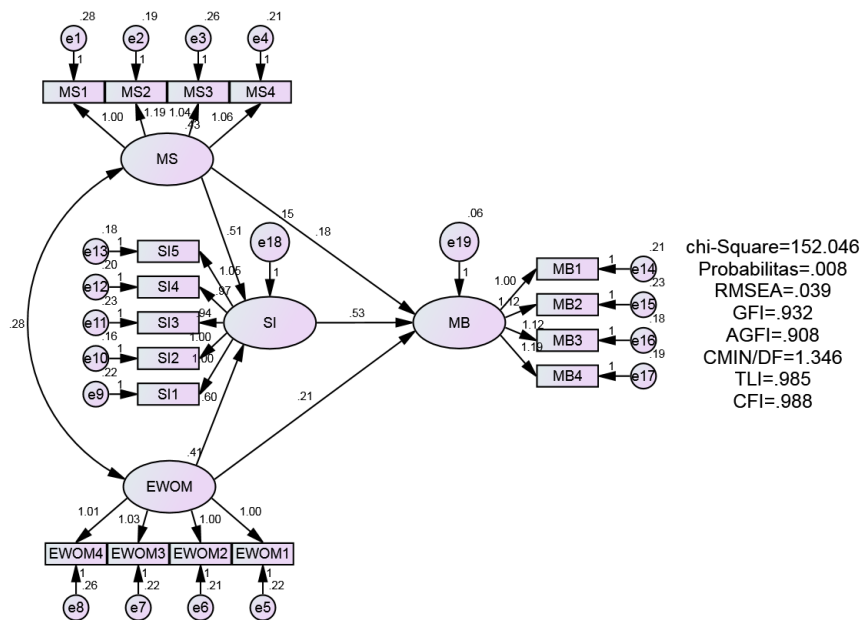 .28 .19 .26 .21
e1 e2 e3 e4
1 1 1 1
MS1 MS2 MS3 MS4
1.00 1.19 1.04 1.06
.43
MS
.28
.51
.15
.18
.18
e13 1 SI5
.20
e12 1 SI4
.23
e11 1 SI3
.16
e10 1 SI2
.22
e9 1 SI1
1.05
.97
.94
1.00
1.00
e18
1
SI
.53
.60
.06
e19
1
MB
.21
1.00 MB1 1 e14
.23
1.12 MB2 1 e15
.18
1.12 MB3 1 e16
.19
1.19 MB4 1 e17
.21
.41
EWOM
1.01 1.03 1.00 1.00
EWOM4 EWOM3 EWOM2 EWOM1
1 1 1 1
.26 .22 .21 .22
e8 e7 e6 e5
chi-Square=152.046
Probabilitas=.008
RMSEA=.039
GFI=.932
AGFI=.908
CMIN/DF=1.346
TLI=.985
CFI=.988